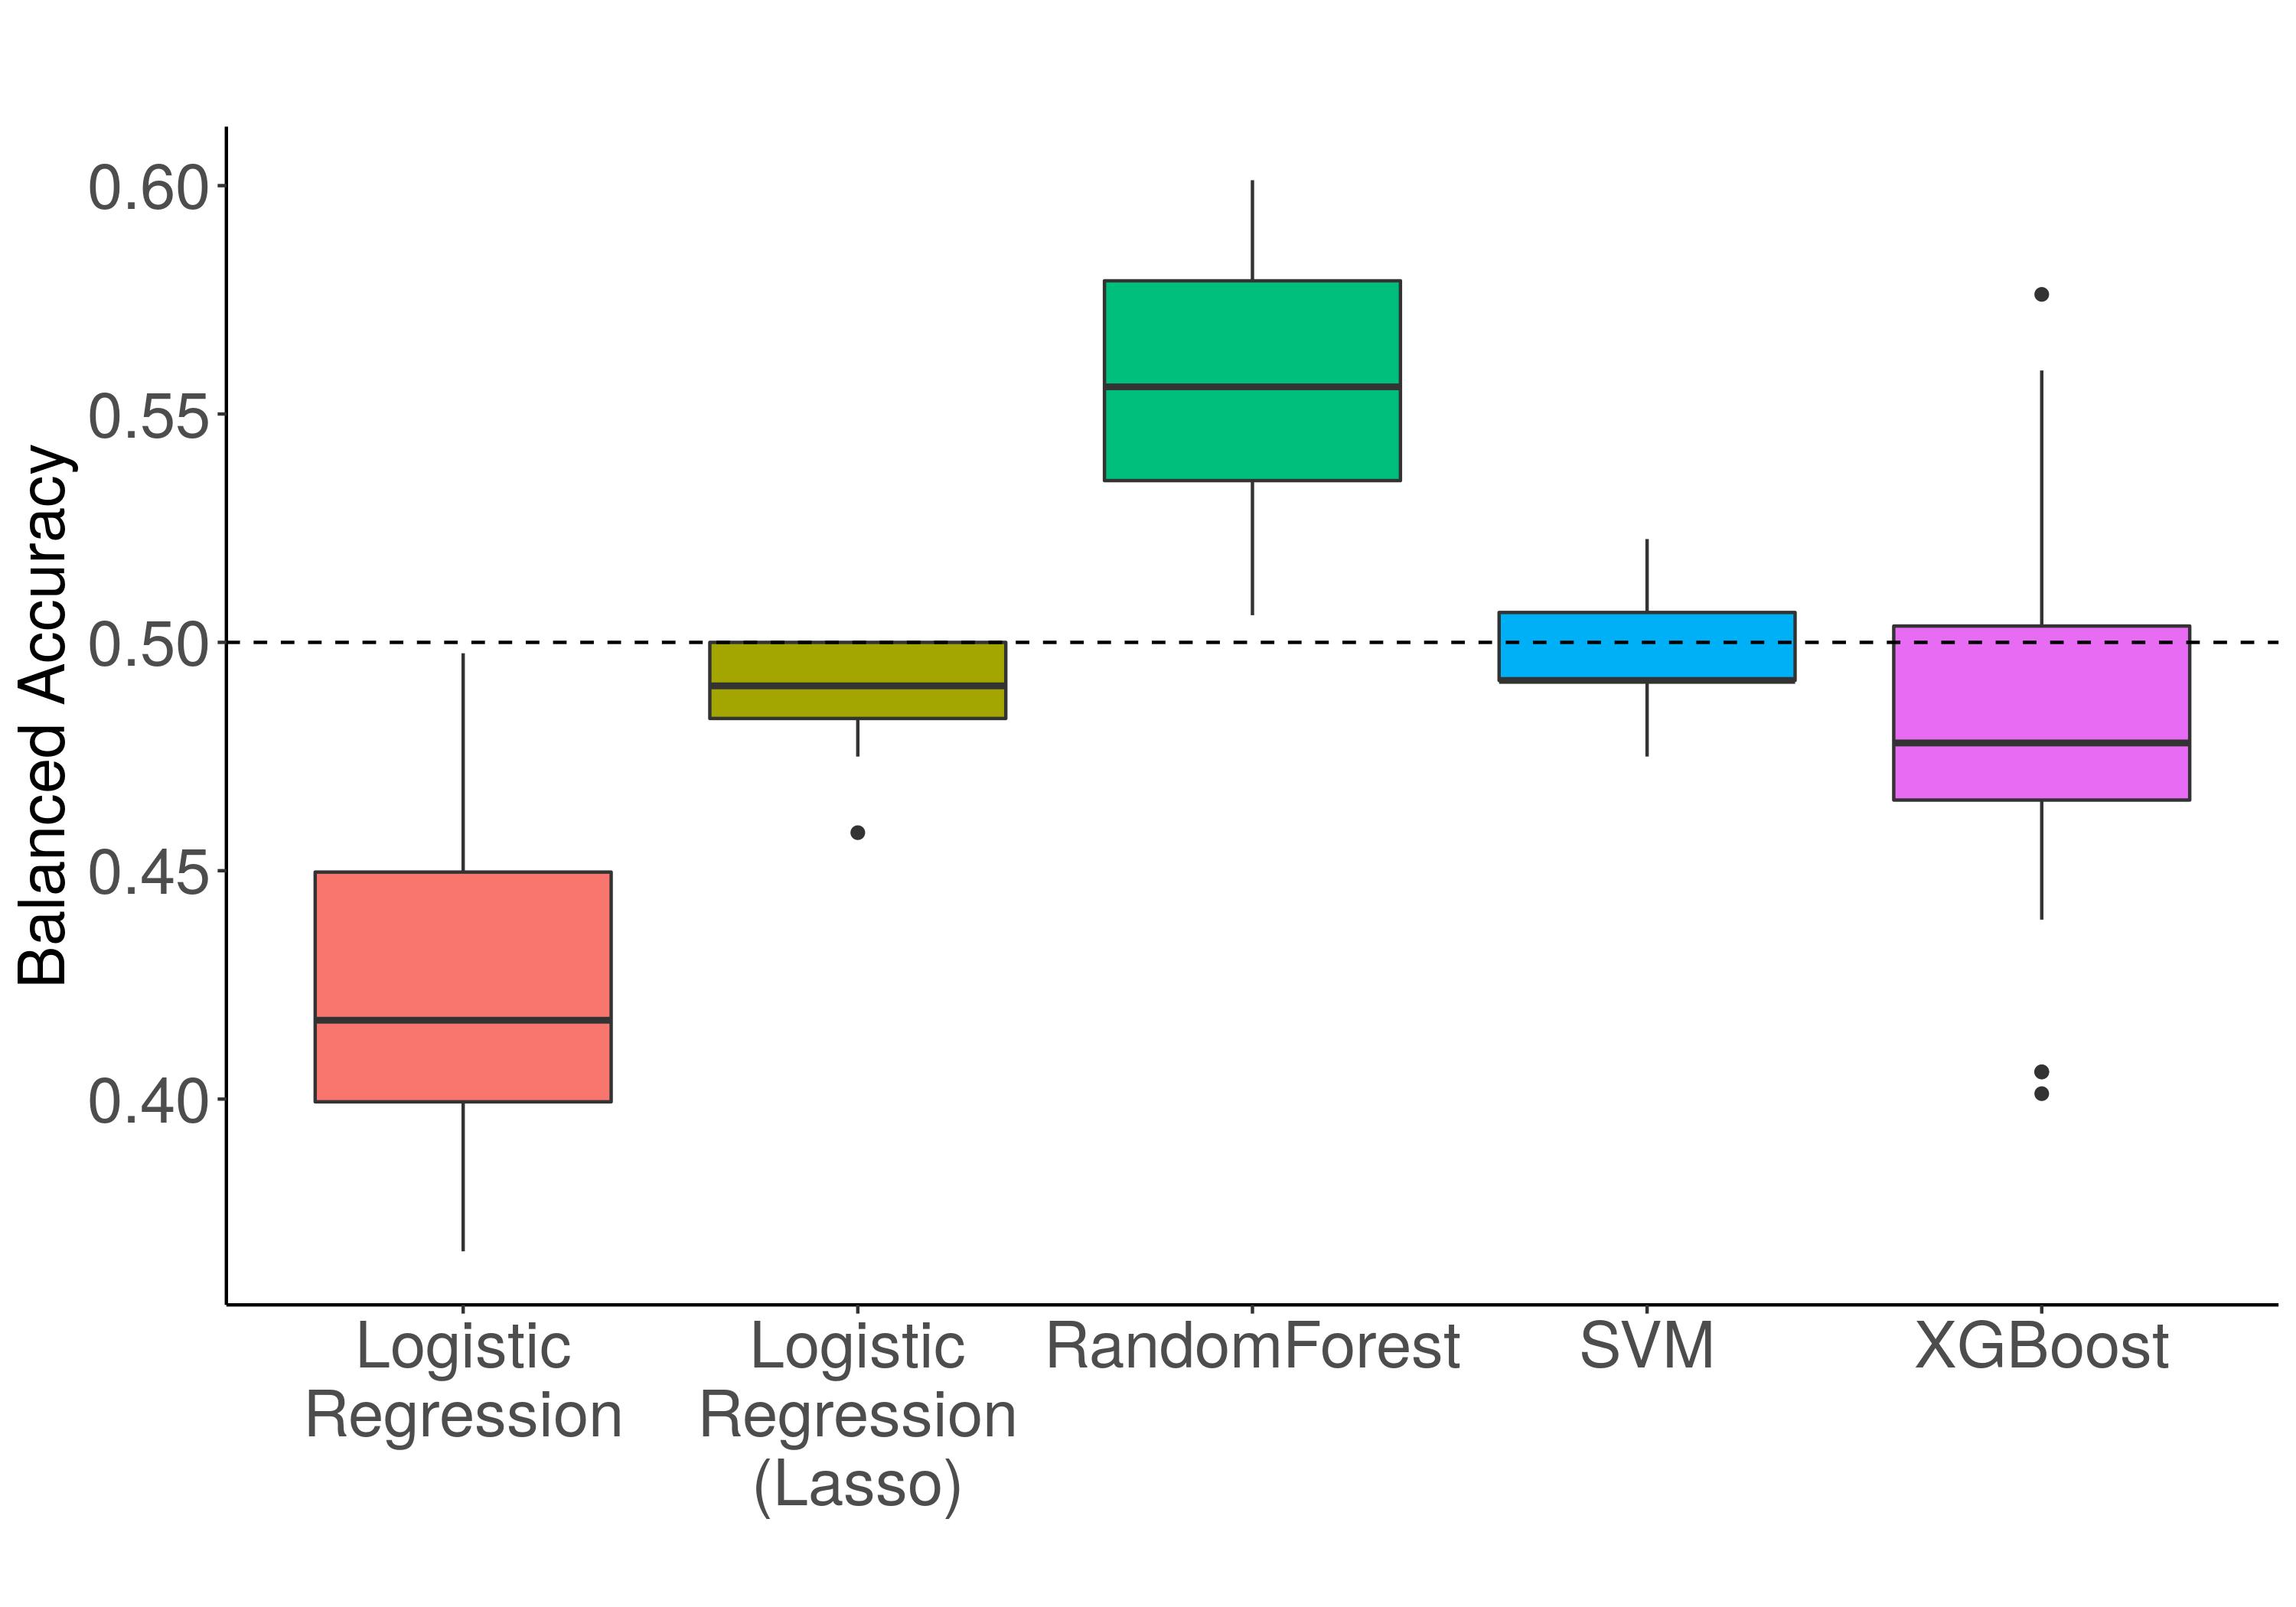 Balanced Accuracy
0.60
0.55
0.50
0.45
0.40
Logistic
Regression
Logistic
Regression
(Lasso)
RandomForest
SVM
XGBoost